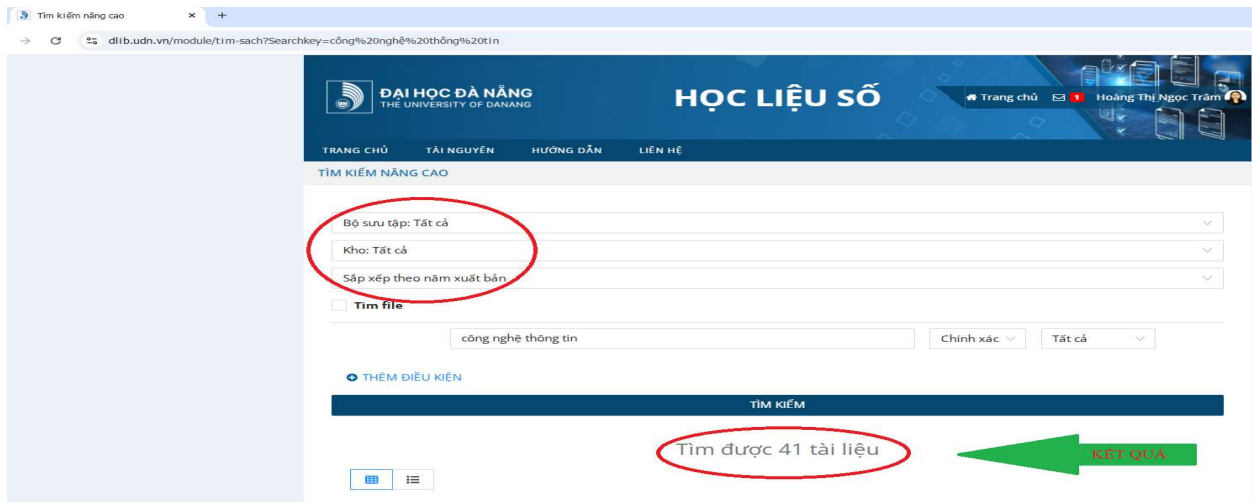 Tìm kiếm nâng cao
dlib.udn.vn/module/tim-sach?Searchkey=công%20nghệ%20thông%20tin
ĐẠI HỌC ĐÀ NẴNG
THE UNIVERSITY OF DANANG
HỌC LIỆU SỐ
Trang chủ 1 Hoàng Thị Ngọc Trâm
TRANG CHỦ TÀI NGUYÊN HƯỚNG DẪN LIÊN HỆ
TÌM KIẾM NÂNG CAO
Bộ sưu tập: Tất cả
Kho: Tất cả
Sắp xếp theo năm xuất bản
Tìm file
công nghệ thông tin Chính xác Tất cả
THÊM ĐIỀU KIỆN
TÌM KIẾM
Tìm được 41 tài liệu
KẾT QUẢ